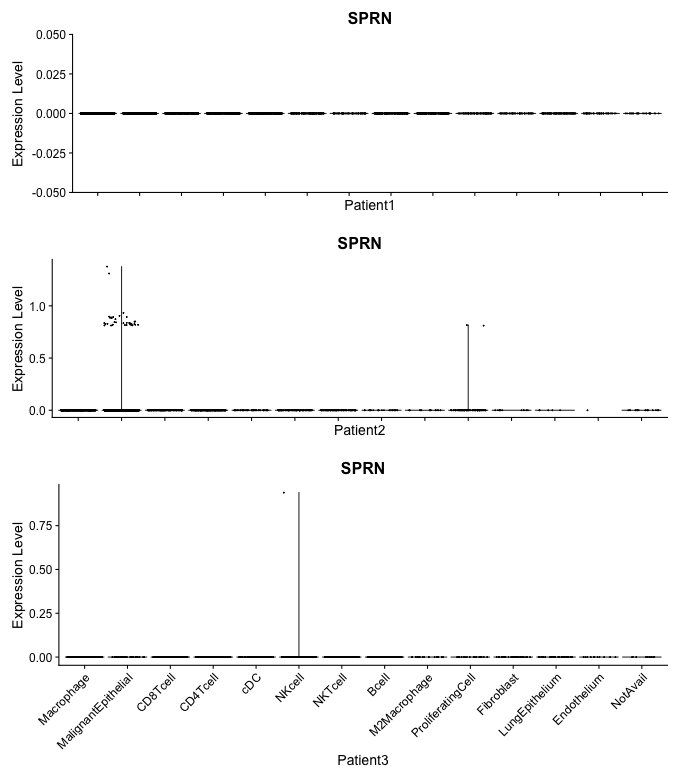 SPRN
Expression Level
0.050
0.025
0.000
-0.025
-0.050
Patient1
SPRN
Expression Level
1.0
0.5
0.0
Patient2
SPRN
Expression Level
0.75
0.50
0.25
0.00
Macrophage
MalignantEpithelial
CD8Tcell
CD4Tcell
cDC
NKcell
NKTcell
Bcell
M2Macrophage
ProliferatingCell
Fibroblast
LungEpithelium
Endothelium
NotAvail
Patient3